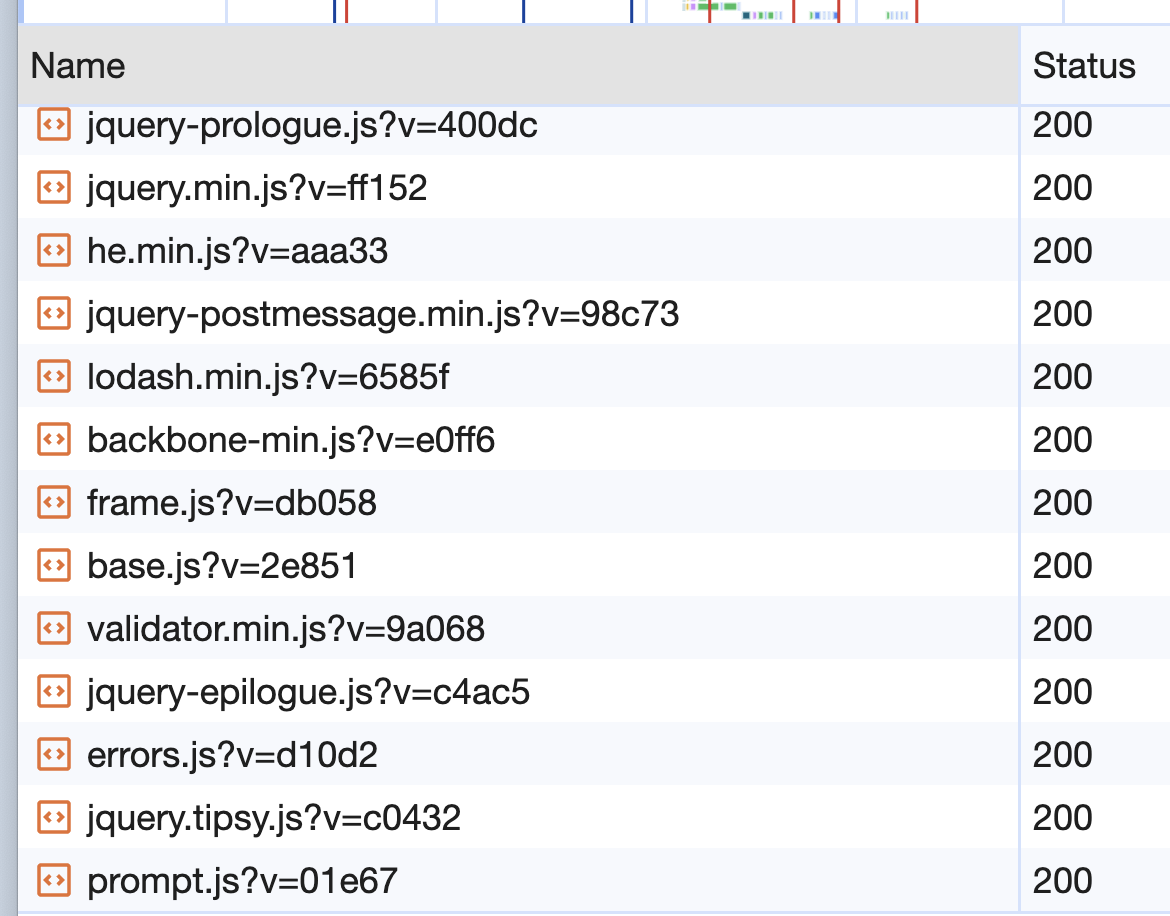 Name Status
jquery-prologue.js?v=400dc 200
jquery.min.js?v=ff152 200
he.min.js?v=aaa33 200
jquery-postmessage.min.js?v=98c73 200
lodash.min.js?v=6585f 200
backbone-min.js?v=e0ff6 200
frame.js?v=db058 200
base.js?v=2e851 200
validator.min.js?v=9a068 200
jquery-epilogue.js?v=c4ac5 200
errors.js?v=d10d2 200
jquery.tipsy.js?v=c0432 200
prompt.js?v=01e67 200